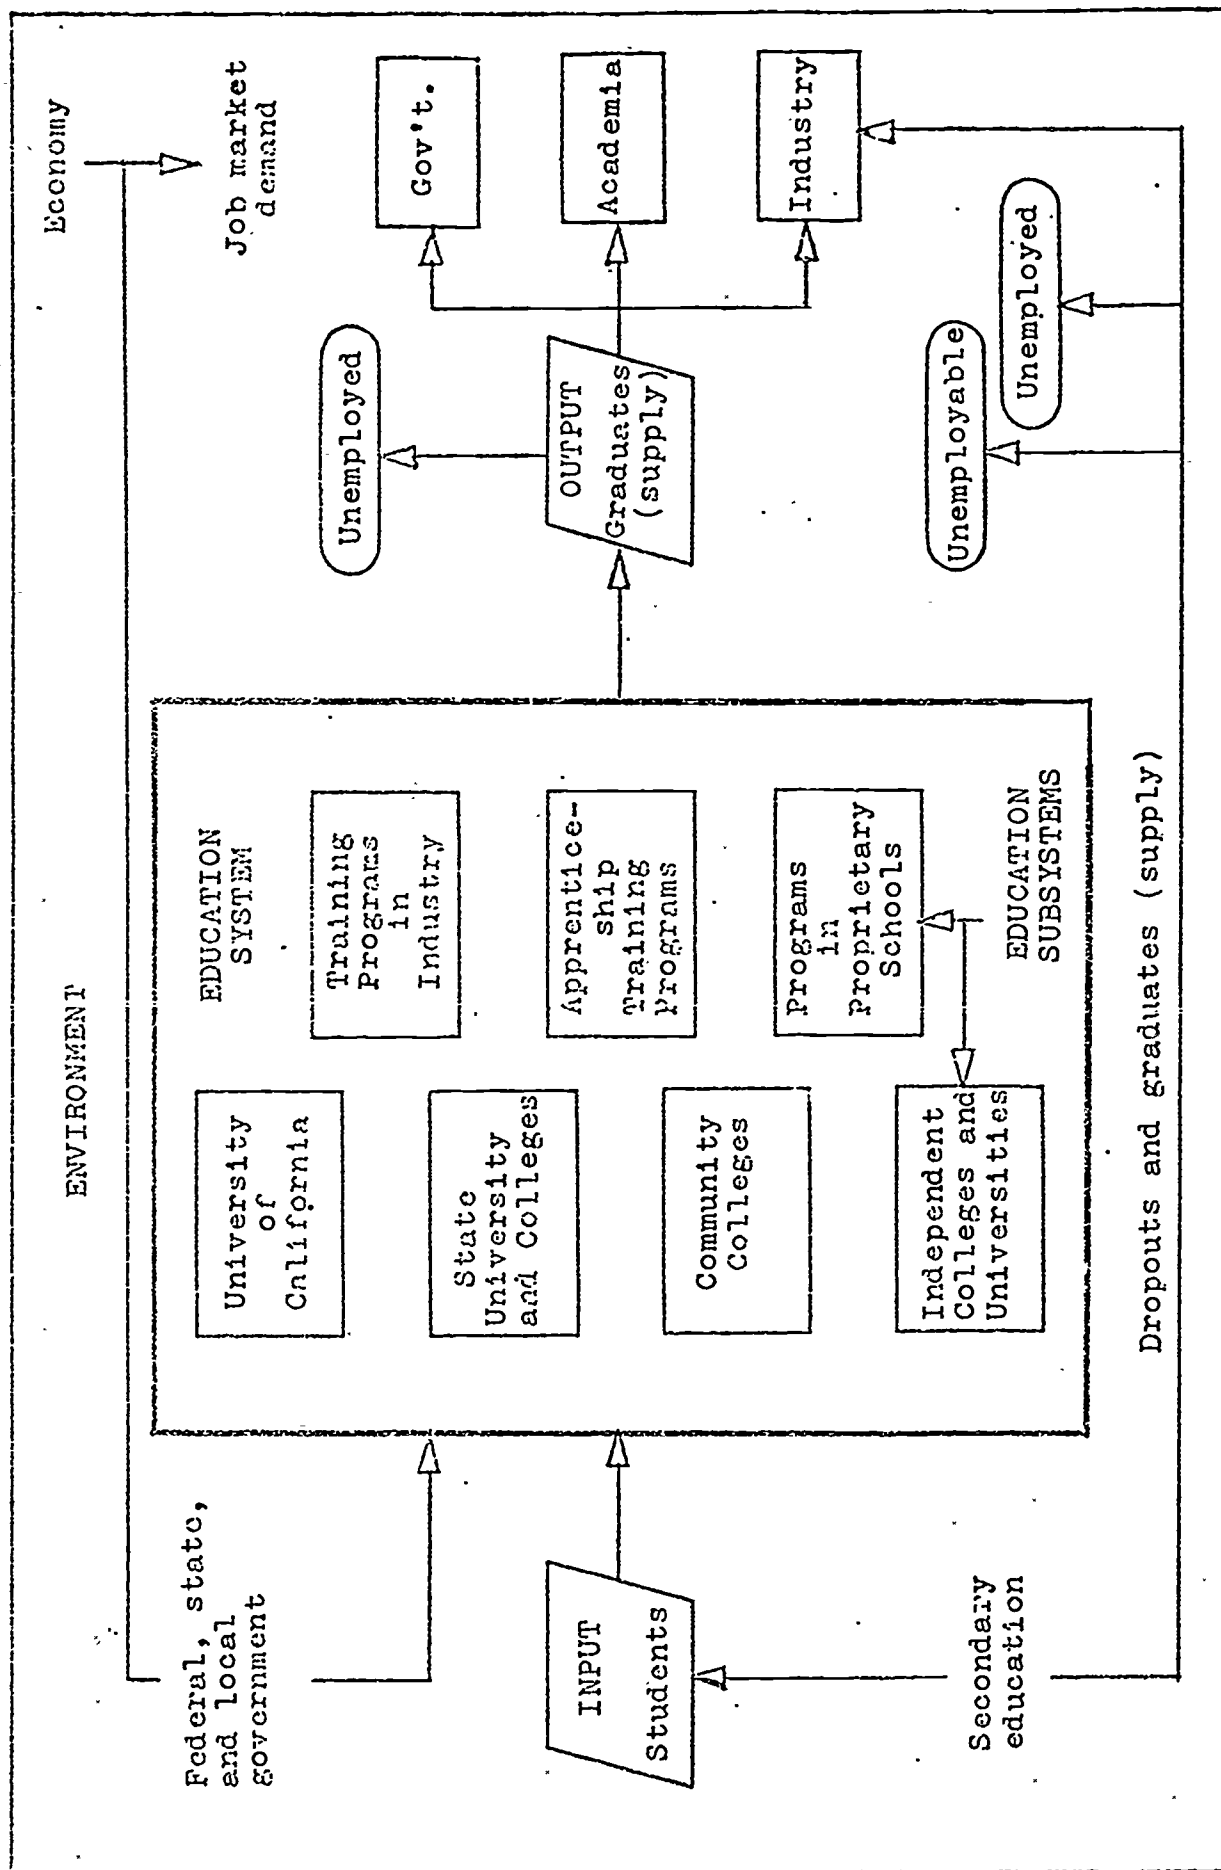 ENVIRONMENT
Economy
Federal, state,
and local
government
Job market
demand
EDUCATION
SYSTEM
University
of
California
Training
Programs
in
Industry
Unemployed
Gov't.
State
University
and Colleges
INPUT
Students
Apprentice-
ship
Training
Programs
OUTPUT
Graduates
(supply)
Academia
Community
Colleges
Programs
in
Proprietary
Schools
Industry
Independent
Colleges and
Universities
EDUCATION
SUBSYSTEMS
Unemployable
Unemployed
Secondary
education
Dropouts and graduates (supply)